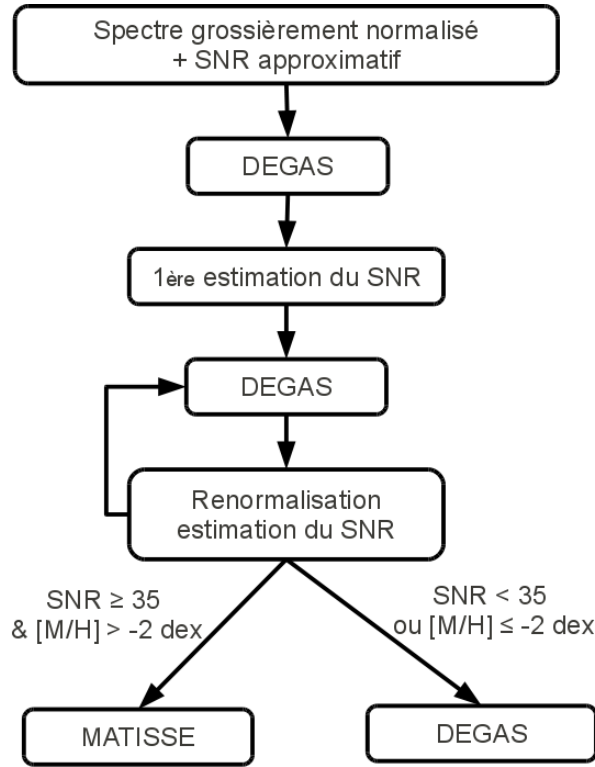 Spectre grossièrement normalisé
+ SNR approximatif
DEGAS
1ère estimation du SNR
DEGAS
Renormalisation
estimation du SNR
SNR ≥ 35
& [M/H] > -2 dex
SNR < 35
ou [M/H] ≤ -2 dex
MATISSE
DEGAS